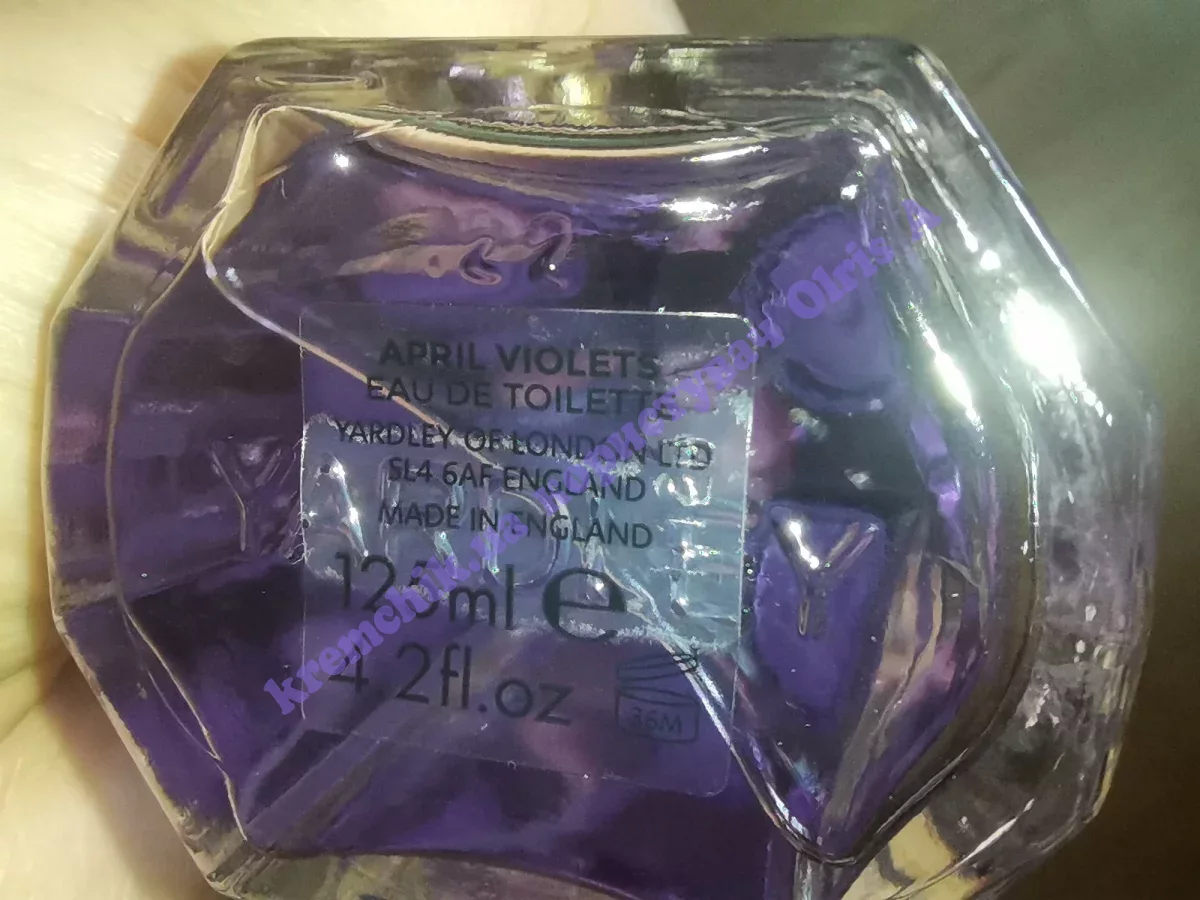 APRIL VIOLETS
EAU DE TOILETTE
YARDLEY OF LONDON LTD
SL4 6AF ENGLAND
MADE IN ENGLAND
125ml e
4.2fl.oz
36M
Y
Y